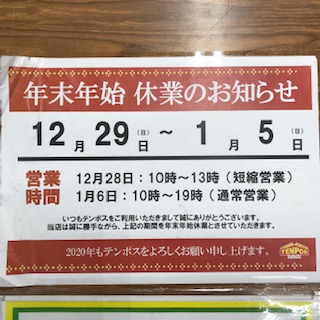 年末年始 休業のお知らせ
12月29日(日)～1月5日(日)
営業時間
12月28日：10時～13時（短縮営業）
1月6日：10時～19時（通常営業）
いつもテンポスをご利用いただきまして誠にありがとうございます。
当店は誠に勝手ながら、上記の期間を年末年始休業とさせていただきます。
2020年もテンポスをよろしくお願い申し上げます。
TENPOS